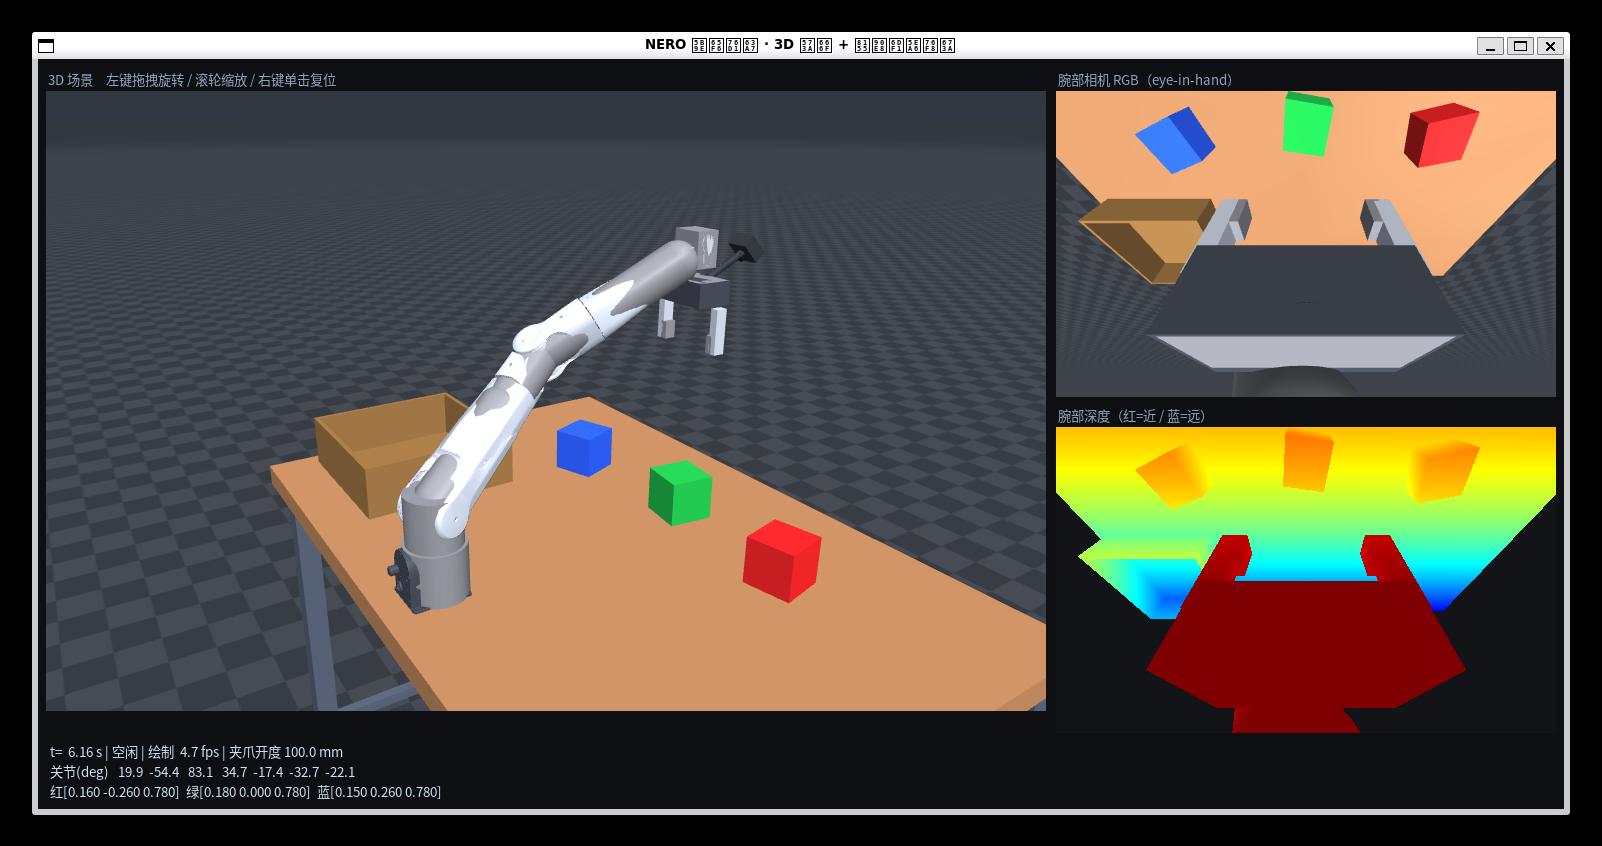 NERO · 3D +
3D 场景 左键拖拽旋转 / 滚轮缩放 / 右键单击复位
腕部相机 RGB（eye-in-hand）
腕部深度（红=近 / 蓝=远）
t= 6.16 s | 空闲 | 绘制 4.7 fps | 夹爪开度 100.0 mm
关节(deg) 19.9 -54.4 83.1 34.7 -17.4 -32.7 -22.1
红[0.160 -0.260 0.780] 绿[0.180 0.000 0.780] 蓝[0.150 0.260 0.780]